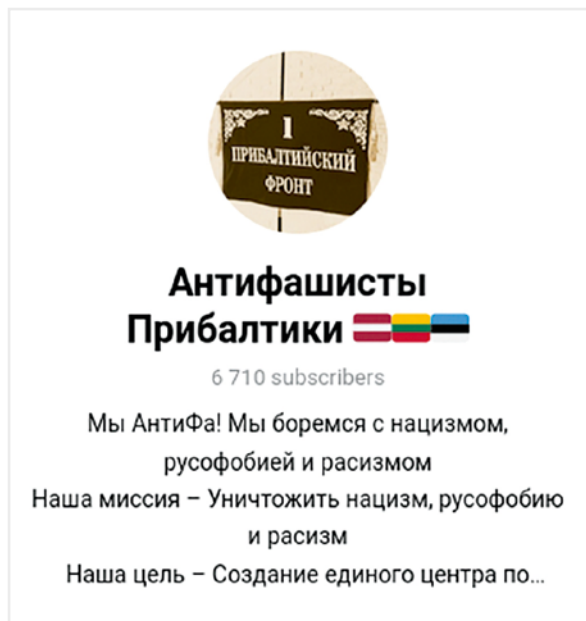 1
ПРИБАЛТИЙСКИЙ
ФРОНТ
Антифашисты
Прибалтики
6 710 subscribers
Мы АнтиФа! Мы боремся с нацизмом,
русофобией и расизмом
Наша миссия – Уничтожить нацизм, русофобию
и расизм
Наша цель – Создание единого центра по...